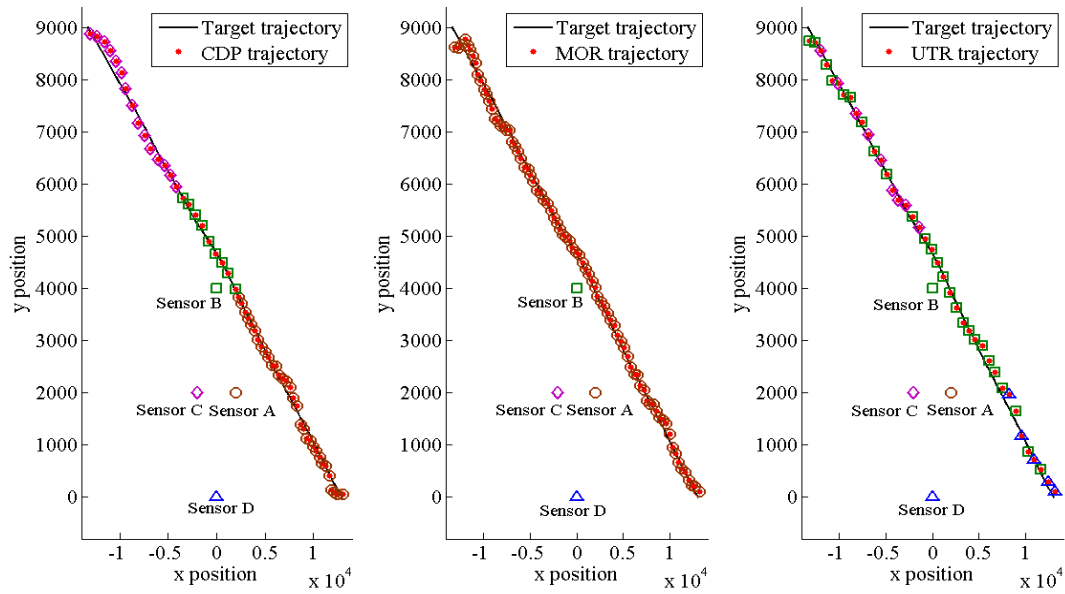 Target trajectory
CDP trajectory
9000
8000
7000
6000
5000
4000
3000
2000
1000
0
y position
Sensor B
Sensor C
Sensor A
Sensor D
-1
-0.5
0
0.5
1
x position
x 10^4
Target trajectory
MOR trajectory
9000
8000
7000
6000
5000
4000
3000
2000
1000
0
y position
Sensor B
Sensor C
Sensor A
Sensor D
-1
-0.5
0
0.5
1
x position
x 10^4
Target trajectory
UTR trajectory
9000
8000
7000
6000
5000
4000
3000
2000
1000
0
y position
Sensor B
Sensor C
Sensor A
Sensor D
-1
-0.5
0
0.5
1
x position
x 10^4